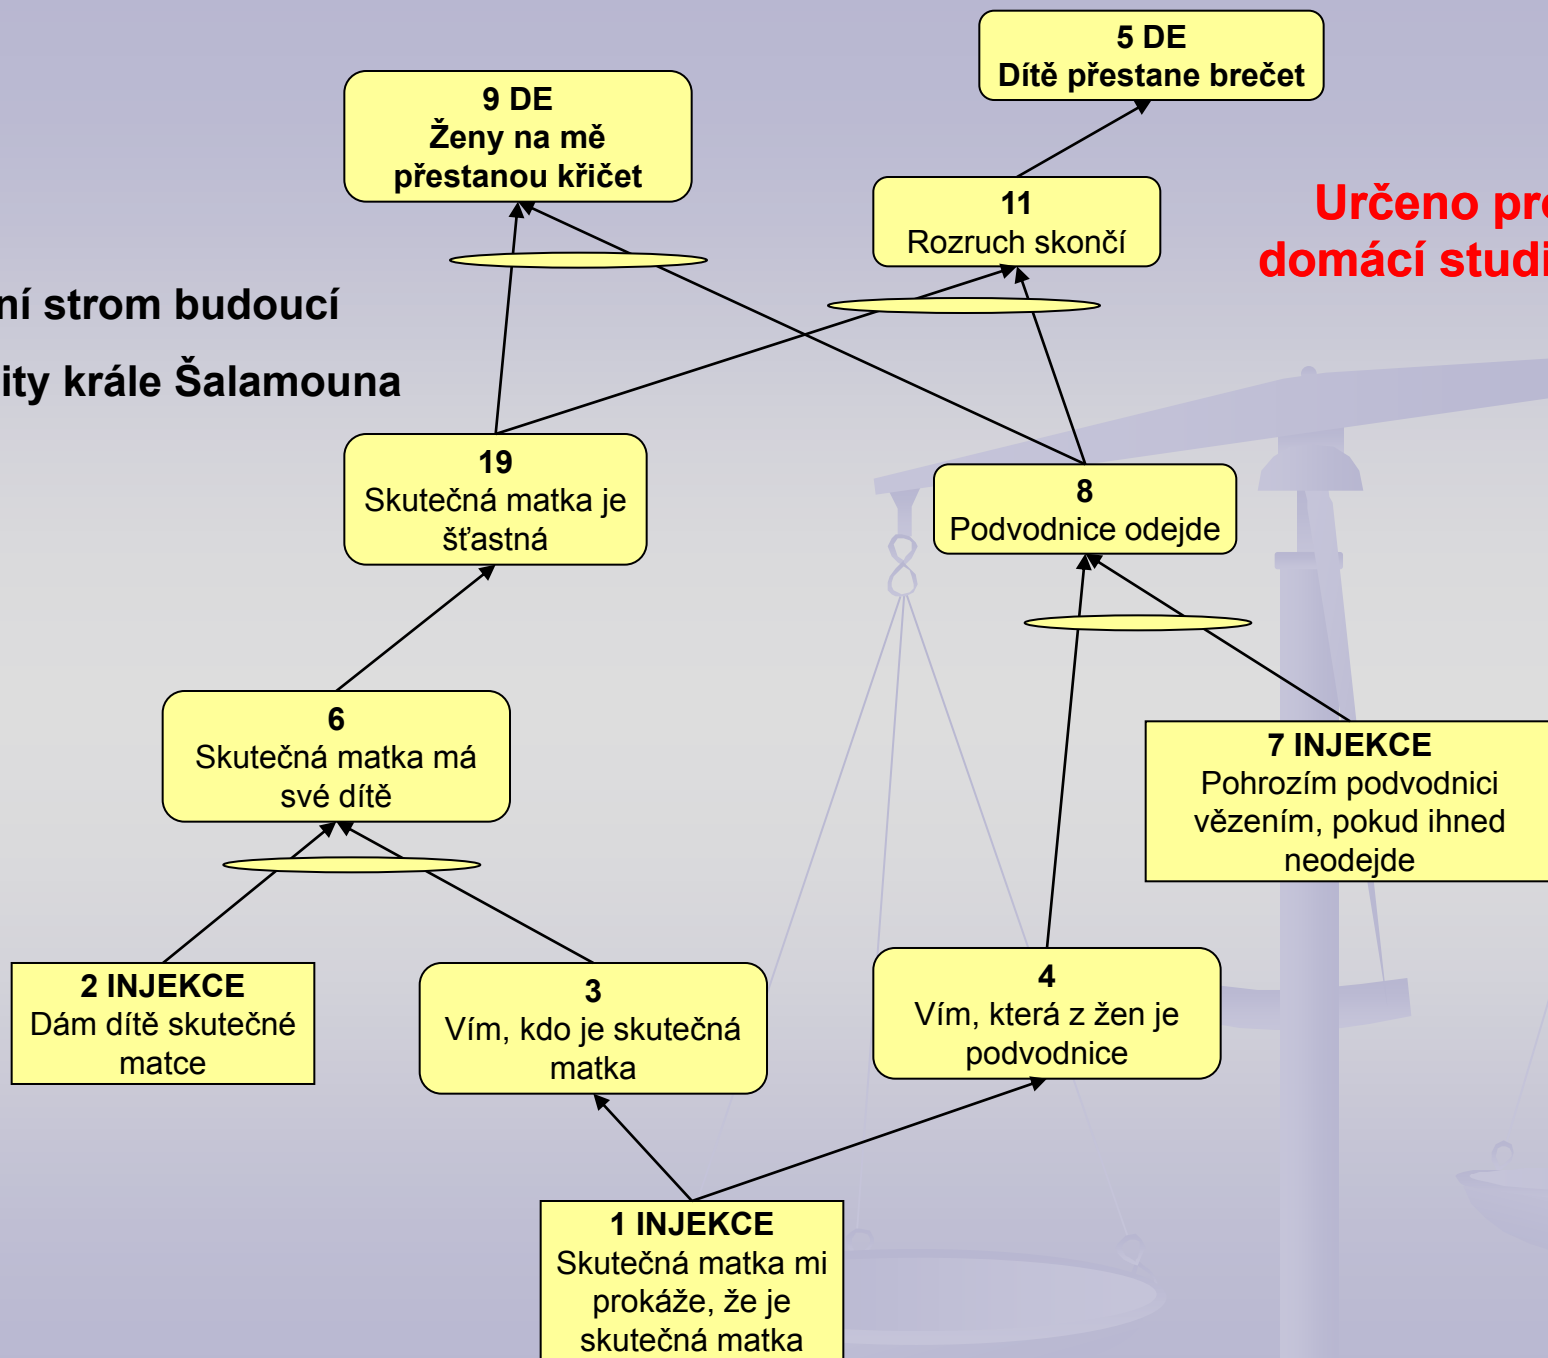 5 DE
Dítě přestane brečet
9 DE
Ženy na mě
přestanou křičet
11
Rozruch skončí
Určeno pro
domácí studi
ní strom budoucí
ity krále Šalamouna
19
Skutečná matka je
šťastná
8
Podvodnice odejde
6
Skutečná matka má
své dítě
7 INJEKCE
Pohrozím podvodnici
vězením, pokud ihned
neodejde
2 INJEKCE
Dám dítě skutečné
matce
3
Vím, kdo je skutečná
matka
4
Vím, která z žen je
podvodnice
1 INJEKCE
Skutečná matka mi
prokáže, že je
skutečná matka